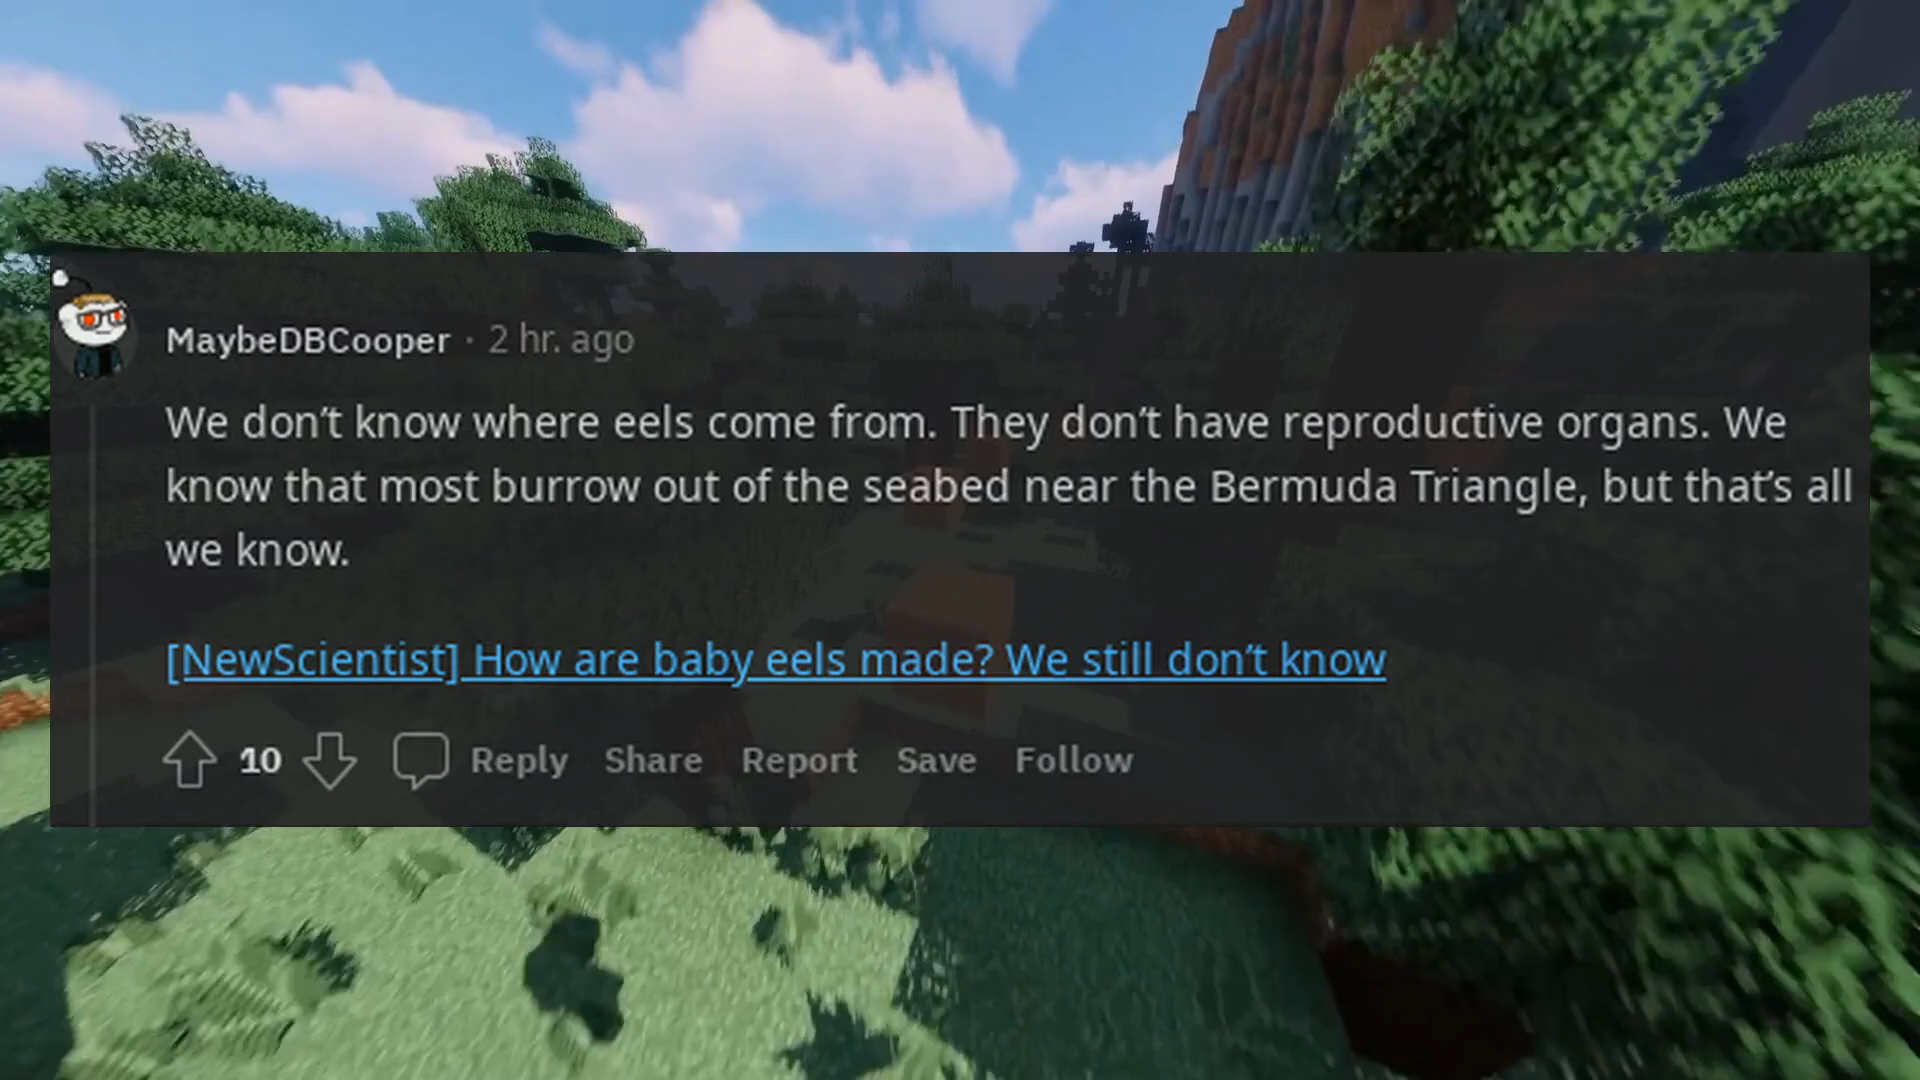 MaybeDBCooper · 2 hr. ago
We don’t know where eels come from. They don’t have reproductive organs. We
know that most burrow out of the seabed near the Bermuda Triangle, but that’s all
we know.
[NewScientist] How are baby eels made? We still don’t know
10 Reply Share Report Save Follow